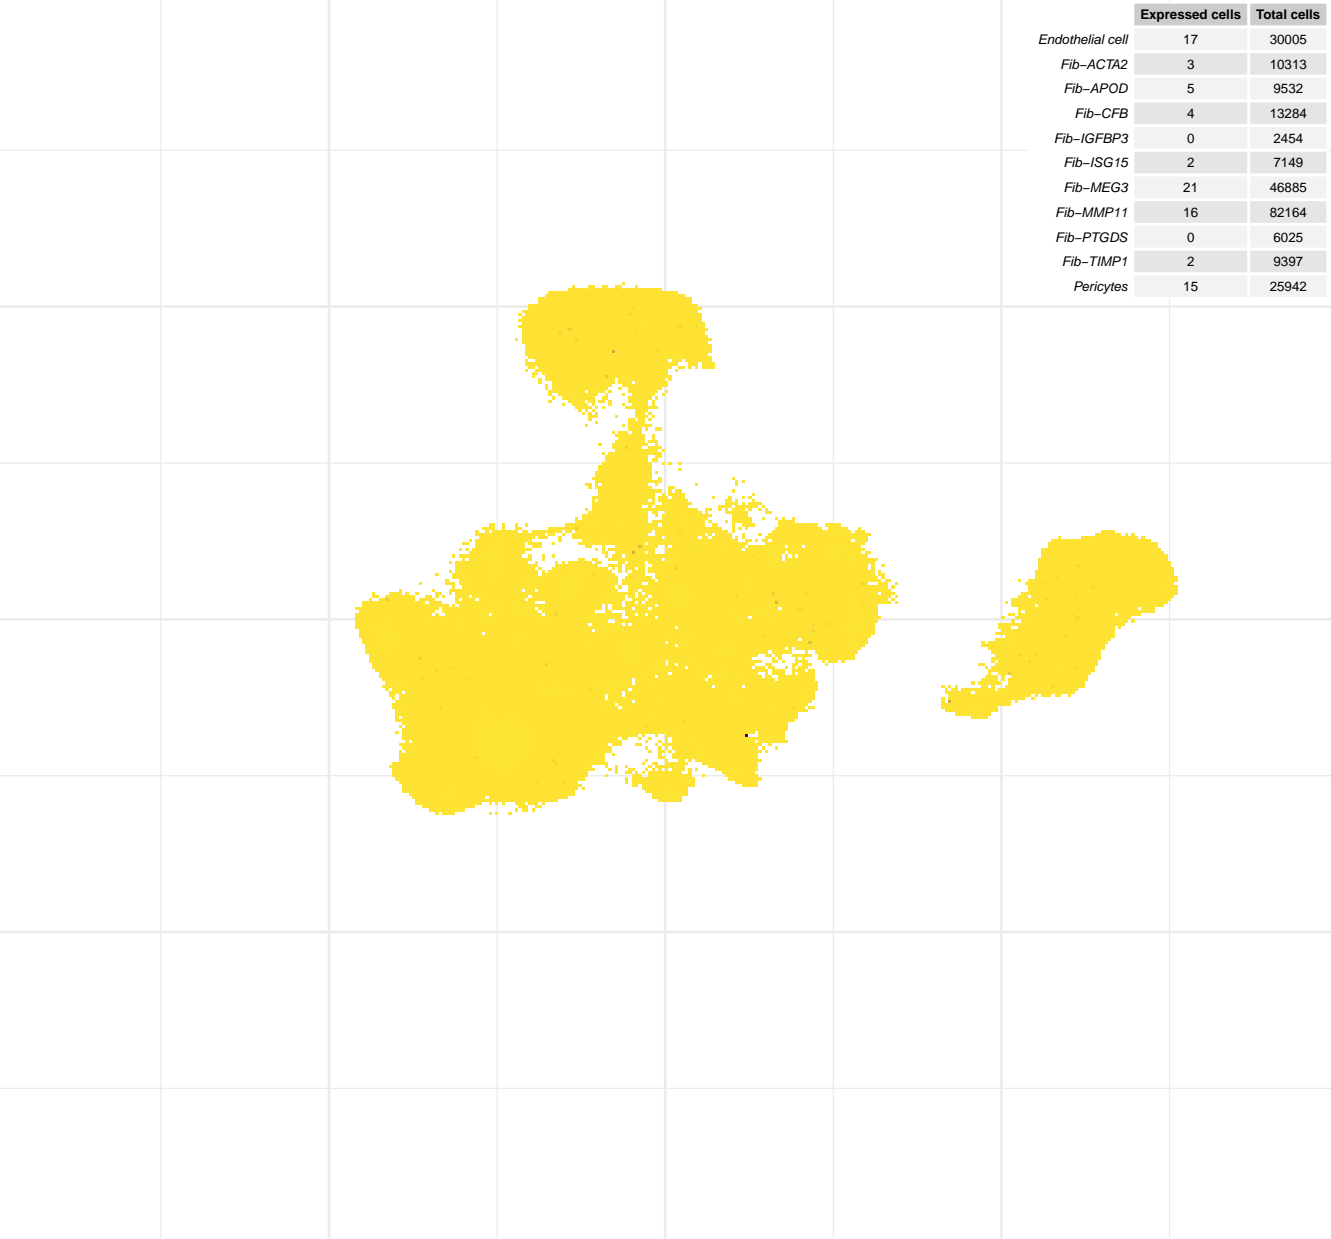 Expressed cells Total cells
Endothelial cell 17 30005
Fib−ACTA2 3 10313
Fib−APOD 5 9532
Fib−CFB 4 13284
Fib−IGFBP3 0 2454
Fib−ISG15 2 7149
Fib−MEG3 21 46885
Fib−MMP11 16 82164
Fib−PTGDS 0 6025
Fib−TIMP1 2 9397
Pericytes 15 25942